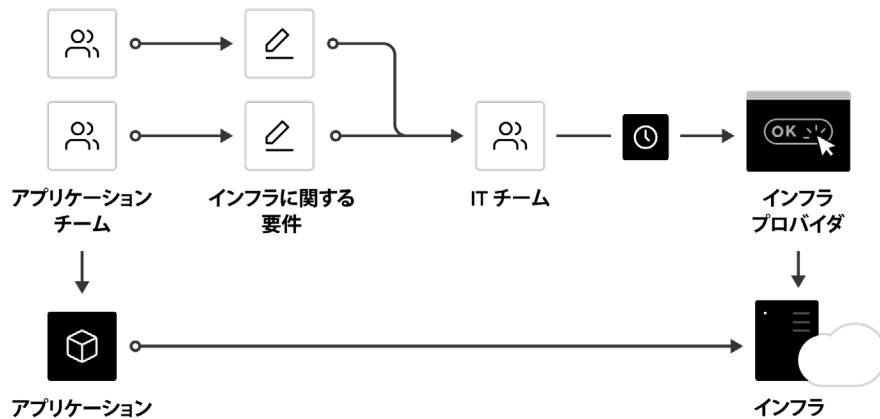 OK
アプリケーション
チーム
インフラに関する
要件
IT チーム
インフラ
プロバイダ
アプリケーション
インフラ